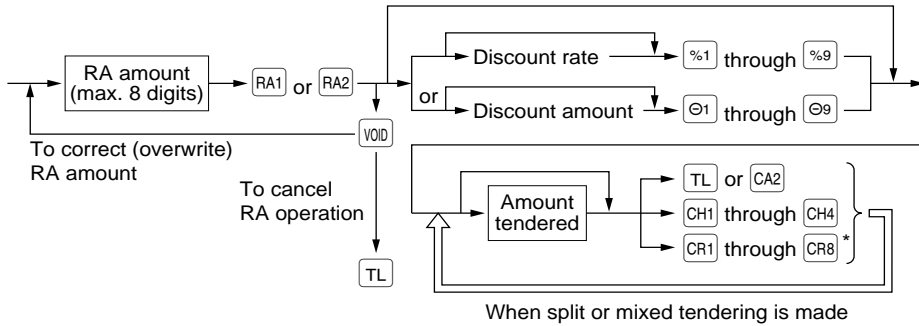 RA amount
(max. 8 digits)
RA1 or RA2
Discount rate
%1 through %9
or
Discount amount
⊖1 through ⊖9
VOID
To correct (overwrite)
RA amount
To cancel
RA operation
TL
Amount
tendered
TL or CA2
CH1 through CH4
CR1 through CR8 *
When split or mixed tendering is made